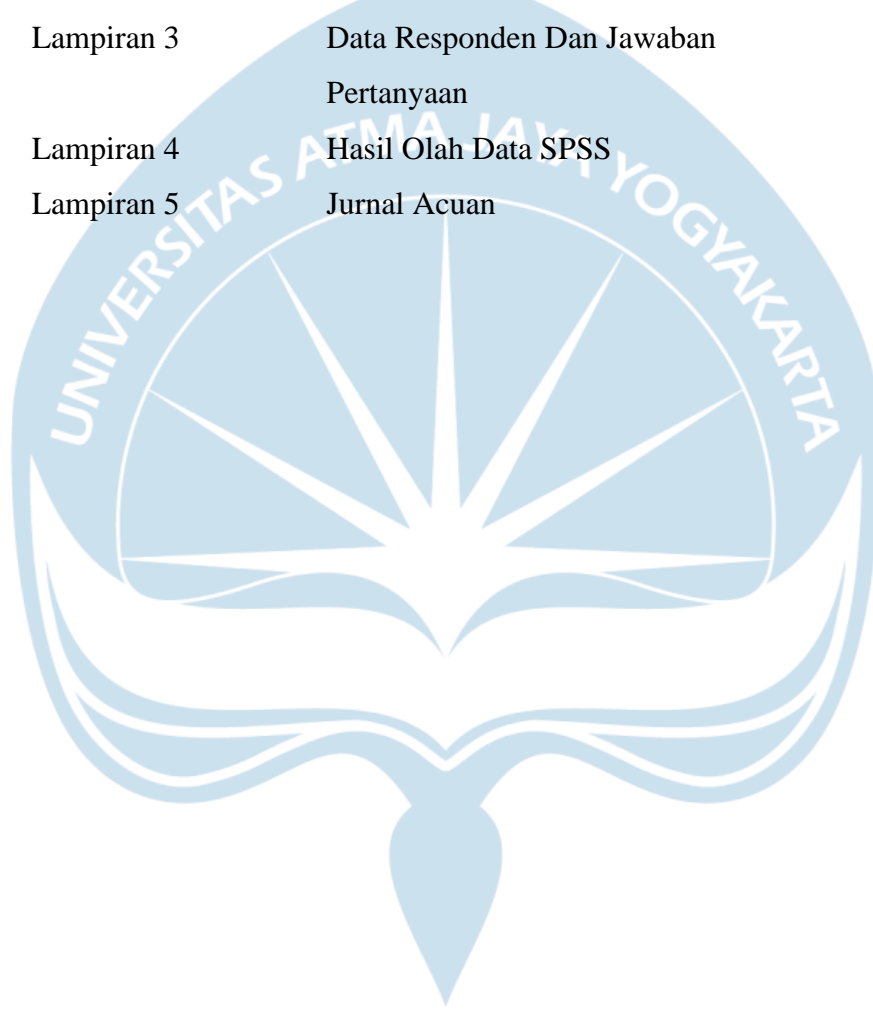 Lampiran 3 Data Responden Dan Jawaban
Pertanyaan
Lampiran 4 Hasil Olah Data SPSS
Lampiran 5 Jurnal Acuan
UNIVERSITAS ATMA JAYA YOGYAKARTA